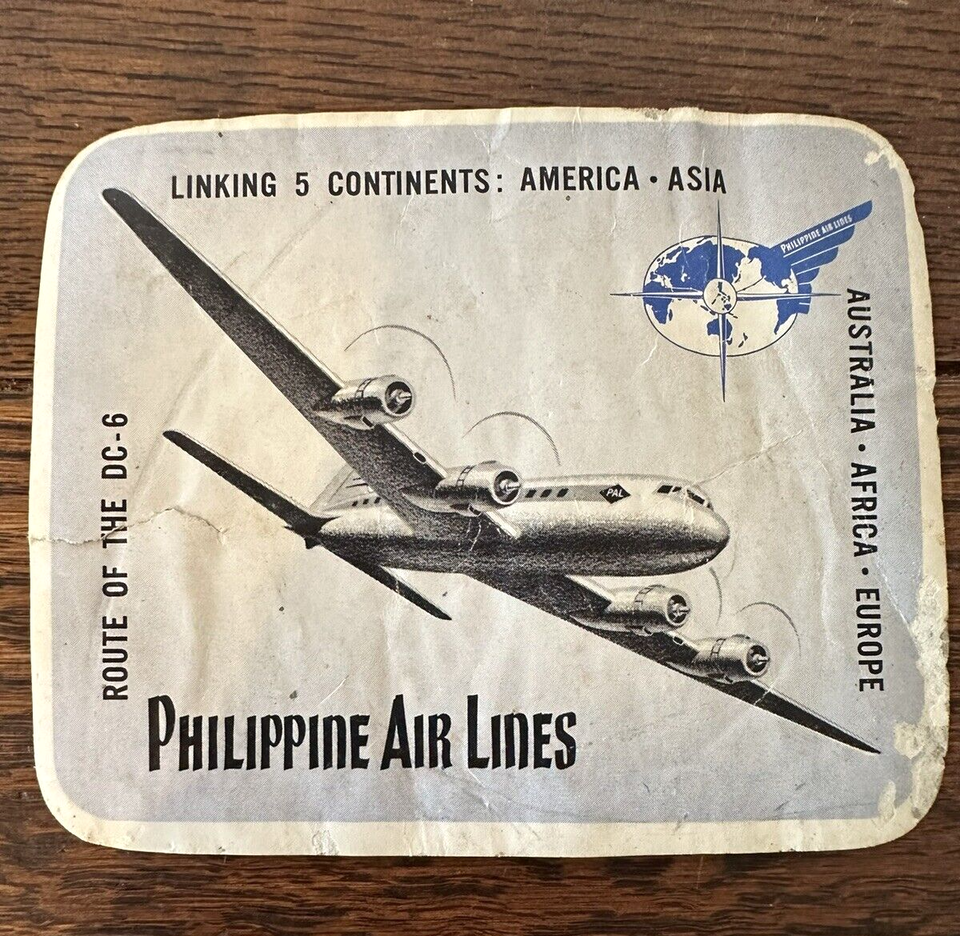 LINKING 5 CONTINENTS: AMERICA • ASIA
PHILIPPINE AIR LINES
AUSTRALIA • AFRICA • EUROPE
ROUTE OF THE DC-6
PAL
PHILIPPINE AIR LINES